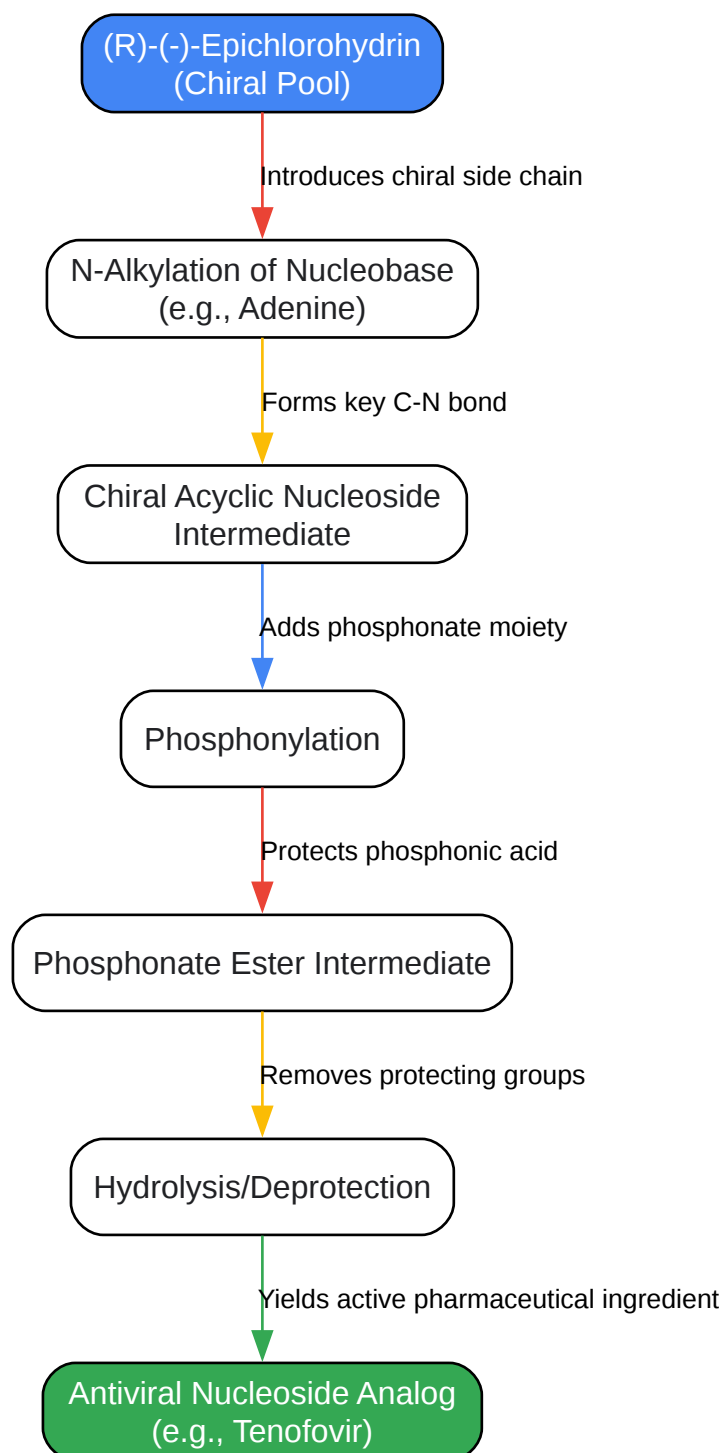 (R)-(-)-Epichlorohydrin
(Chiral Pool)
Introduces chiral side chain
N-Alkylation of Nucleobase
(e.g., Adenine)
Forms key C-N bond
Chiral Acyclic Nucleoside
Intermediate
Adds phosphonate moiety
Phosphonylation
Protects phosphonic acid
Phosphonate Ester Intermediate
Removes protecting groups
Hydrolysis/Deprotection
Yields active pharmaceutical ingredient
Antiviral Nucleoside Analog
(e.g., Tenofovir)